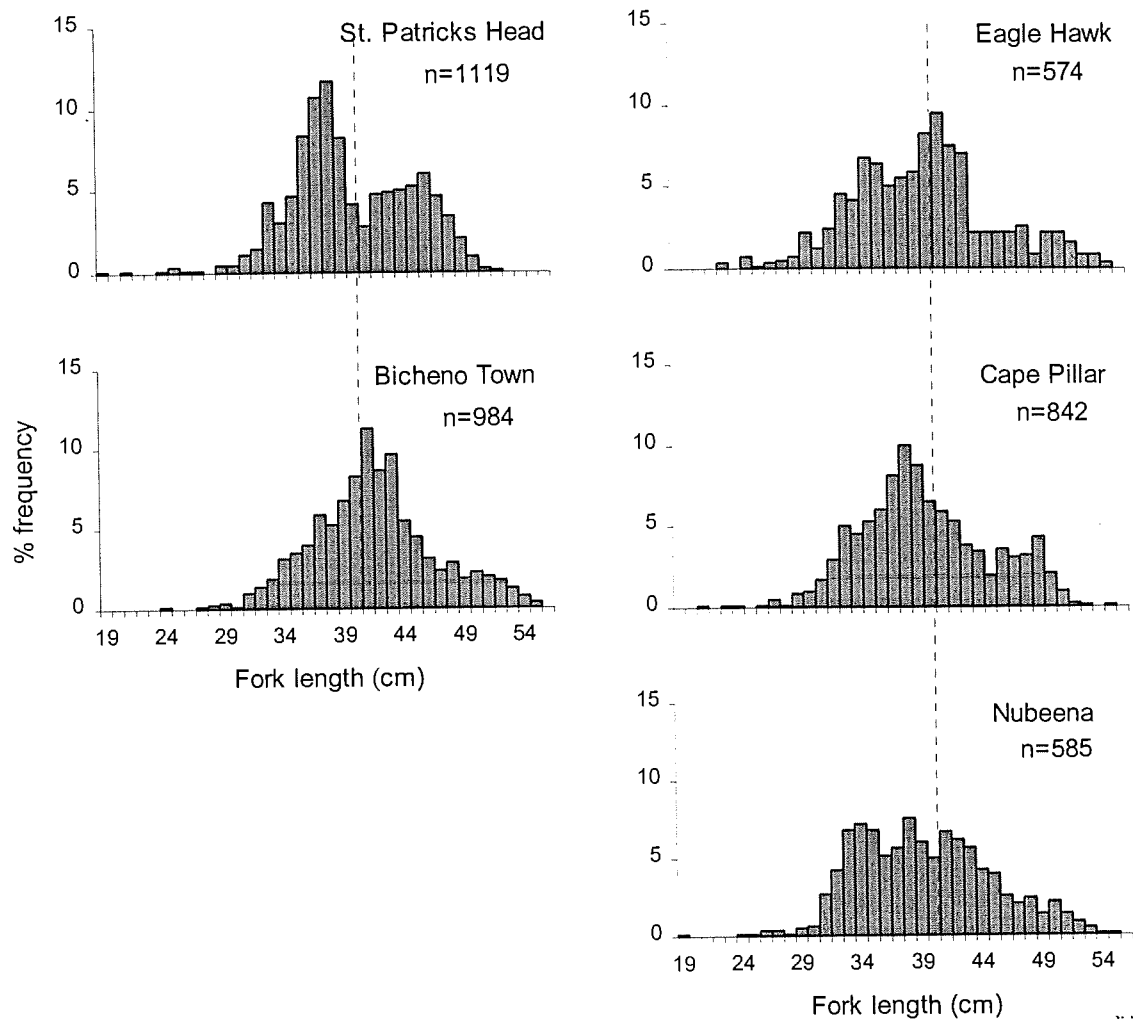 15
10
5
0
St. Patricks Head
n=1119
15
10
5
0
Bicheno Town
n=984
19 24 29 34 39 44 49 54
Fork length (cm)
% frequency
15
10
5
0
Eagle Hawk
n=574
15
10
5
0
Cape Pillar
n=842
15
10
5
0
Nubeena
n=585
19 24 29 34 39 44 49 54
Fork length (cm)